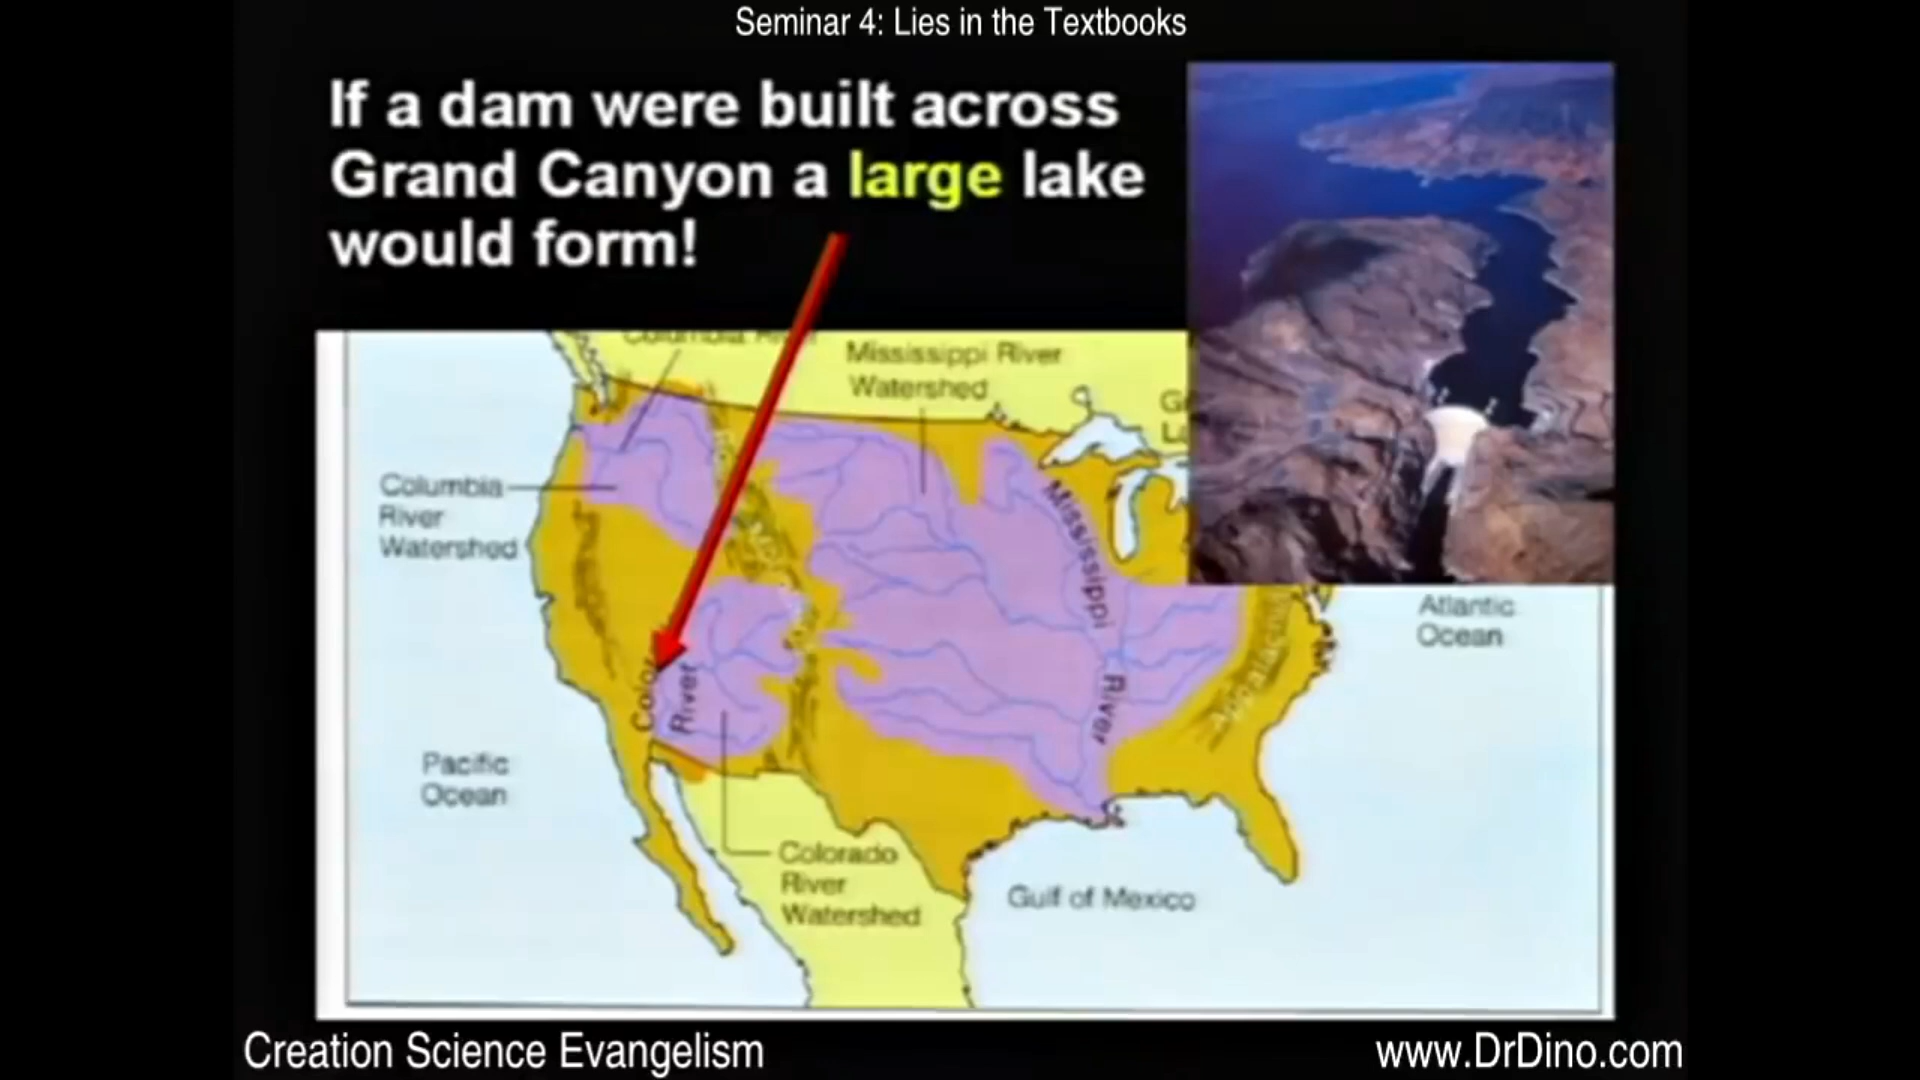 Seminar 4: Lies in the Textbooks
If a dam were built across
Grand Canyon a large lake
would form!
Columbia River
Mississippi River
Watershed
Columbia
River
Watershed
Mississippi
River
River
Atlantic
Ocean
Pacific
Ocean
Colorado
River
Watershed
Gulf of Mexico
Creation Science Evangelism
www.DrDino.com